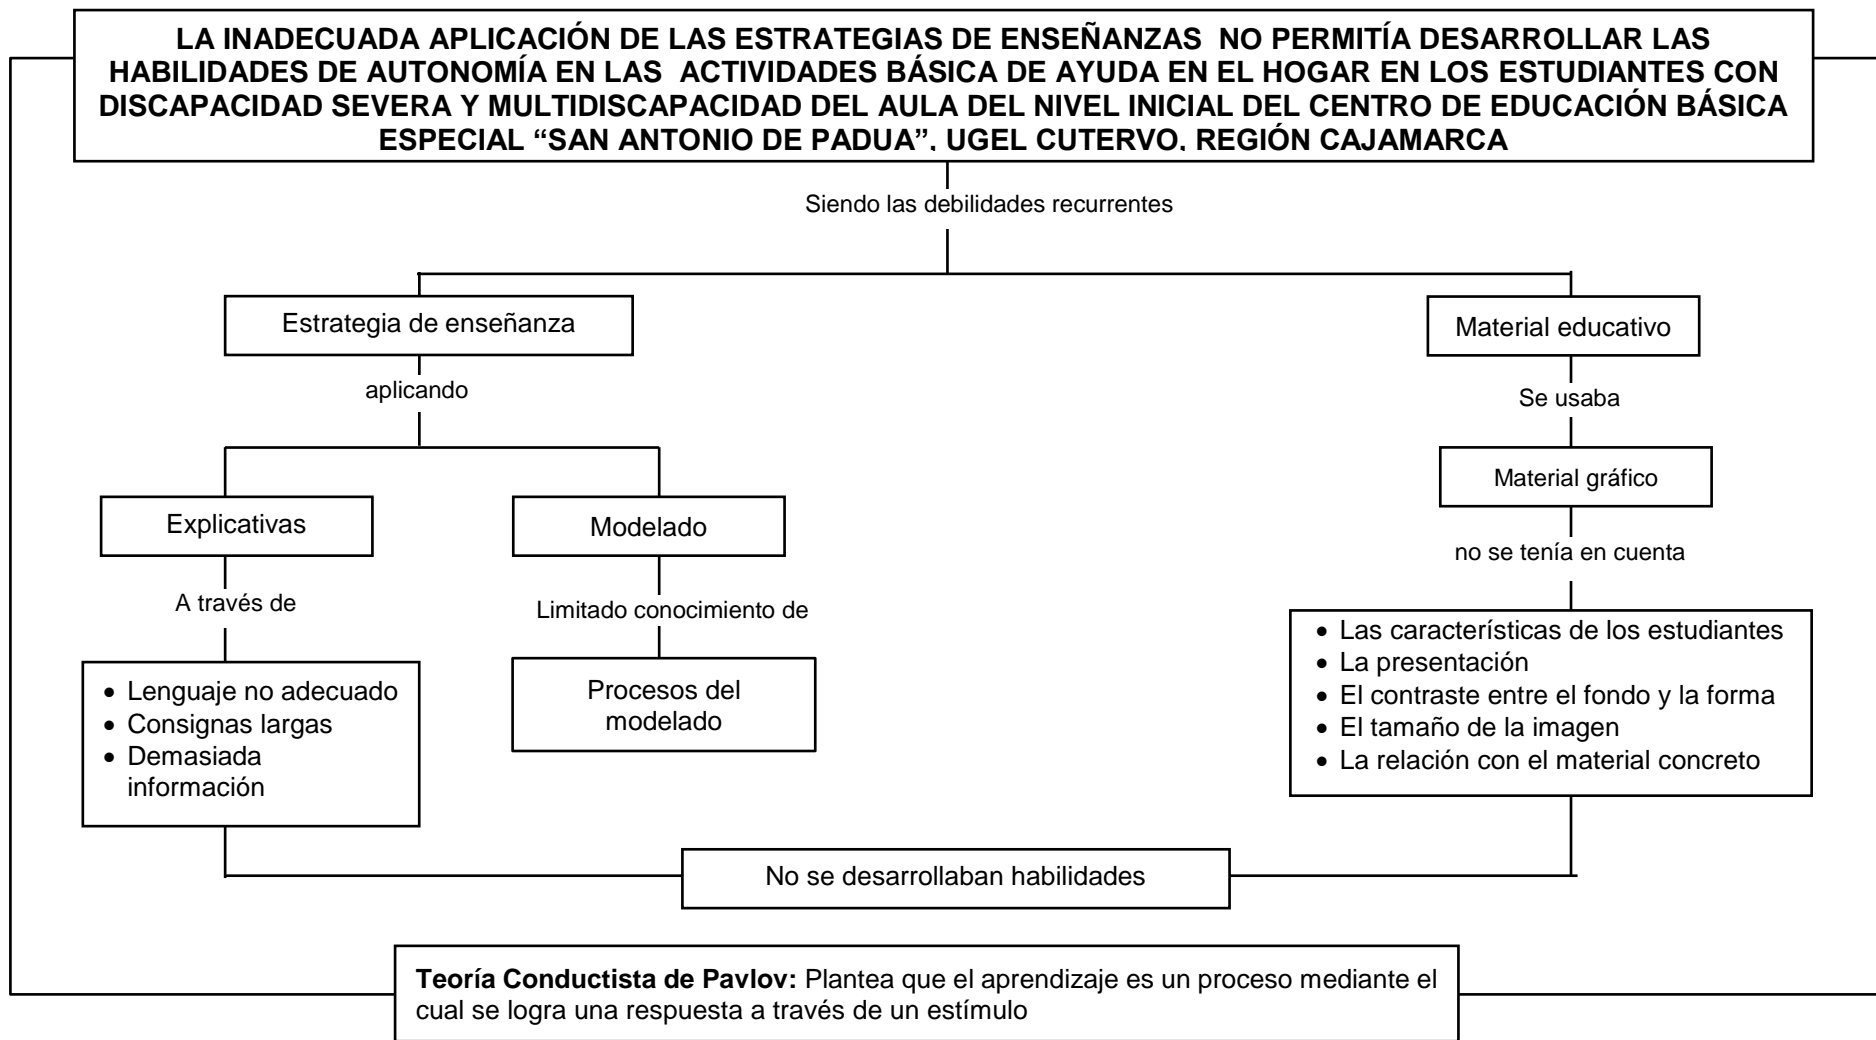 LA INADECUADA APLICACIÓN DE LAS ESTRATEGIAS DE ENSEÑANZAS NO PERMITÍA DESARROLLAR LAS
HABILIDADES DE AUTONOMÍA EN LAS ACTIVIDADES BÁSICA DE AYUDA EN EL HOGAR EN LOS ESTUDIANTES CON
DISCAPACIDAD SEVERA Y MULTIDISCAPACIDAD DEL AULA DEL NIVEL INICIAL DEL CENTRO DE EDUCACIÓN BÁSICA
ESPECIAL “SAN ANTONIO DE PADUA”, UGEL CUTERVO, REGIÓN CAJAMARCA
Siendo las debilidades recurrentes
Estrategia de enseñanza
aplicando
Explicativas
A través de
• Lenguaje no adecuado
• Consignas largas
• Demasiada
información
Modelado
Limitado conocimiento de
Procesos del
modelado
Material educativo
Se usaba
Material gráfico
no se tenía en cuenta
• Las características de los estudiantes
• La presentación
• El contraste entre el fondo y la forma
• El tamaño de la imagen
• La relación con el material concreto
No se desarrollaban habilidades
Teoría Conductista de Pavlov: Plantea que el aprendizaje es un proceso mediante el
cual se logra una respuesta a través de un estímulo